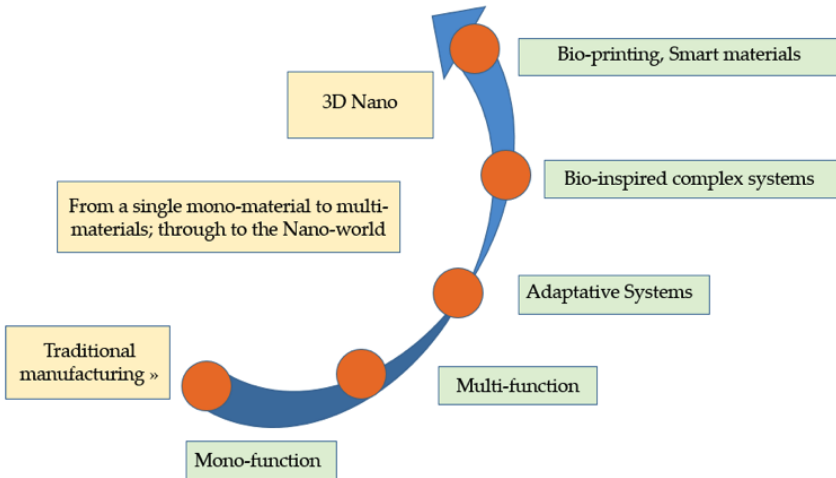 Bio-printing, Smart materials
3D Nano
Bio-inspired complex systems
From a single mono-material to multi-
materials; through to the Nano-world
Adaptative Systems
Traditional
manufacturing »
Multi-function
Mono-function